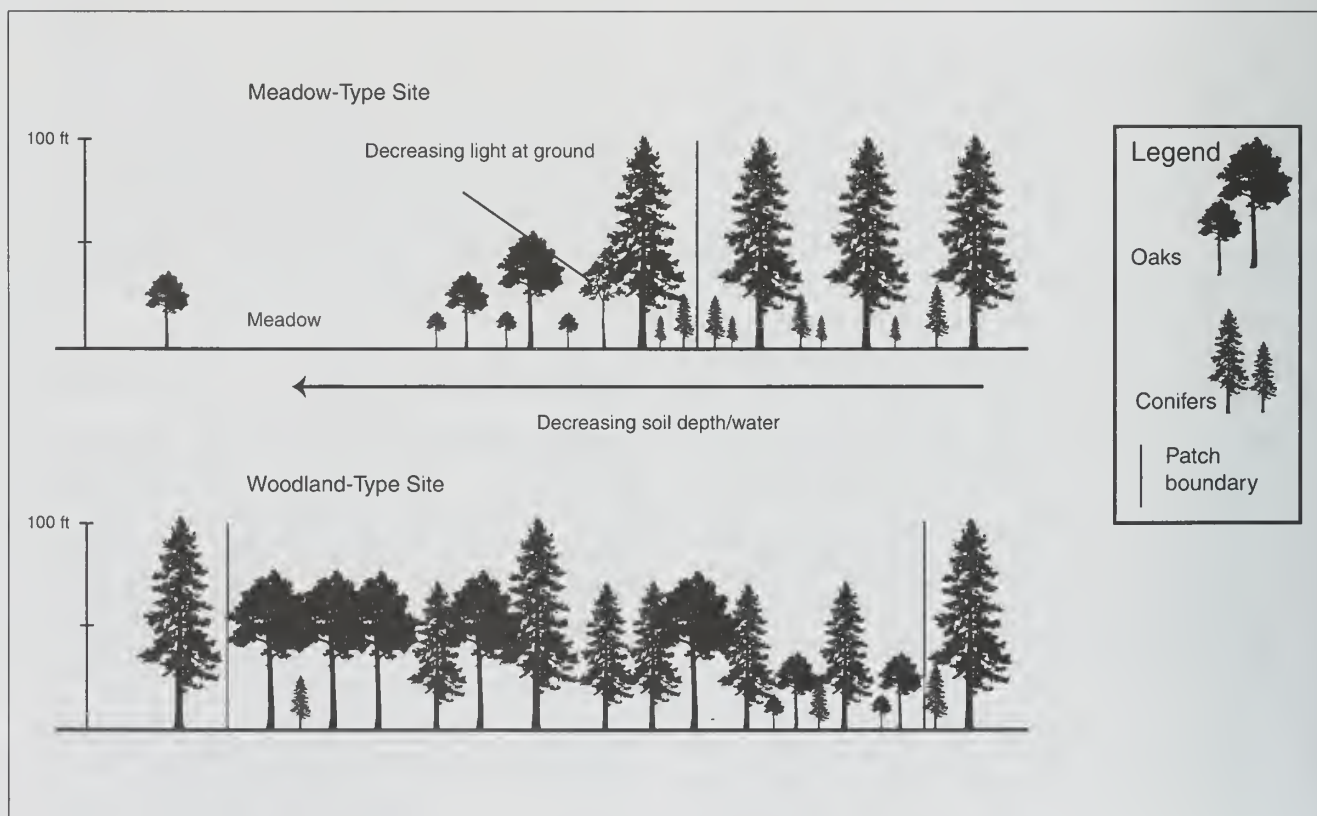 Meadow-Type Site
100 ft
Decreasing light at ground
Meadow
Decreasing soil depth/water
Woodland-Type Site
100 ft
Legend
Oaks
Conifers
Patch
boundary